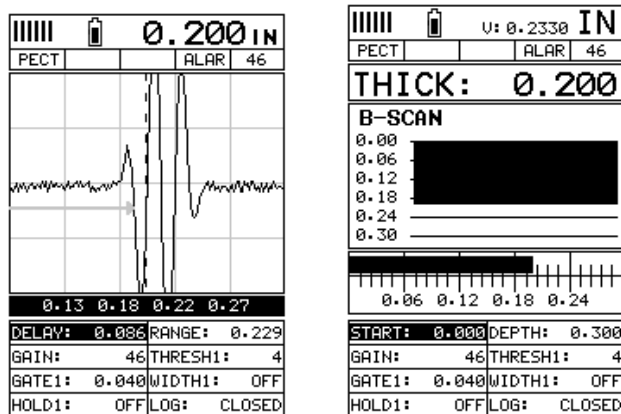 0.200 IN
PECT ALAR 46
0.13 0.18 0.22 0.27
DELAY: 0.086 RANGE: 0.229
GAIN: 46 THRESH1: 4
GATE1: 0.040 WIDTH1: OFF
HOLD1: OFF LOG: CLOSED
V: 0.2330 IN
PECT ALAR 46
THICK: 0.200
B-SCAN
0.00
0.06
0.12
0.18
0.24
0.30
0.06 0.12 0.18 0.24
START: 0.000 DEPTH: 0.300
GAIN: 46 THRESH1: 4
GATE1: 0.040 WIDTH1: OFF
HOLD1: OFF LOG: CLOSED